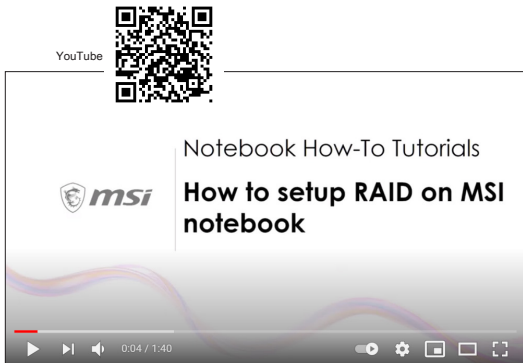 YouTube
Notebook How-To Tutorials
msi
How to setup RAID on MSI
notebook
0:04 / 1:40